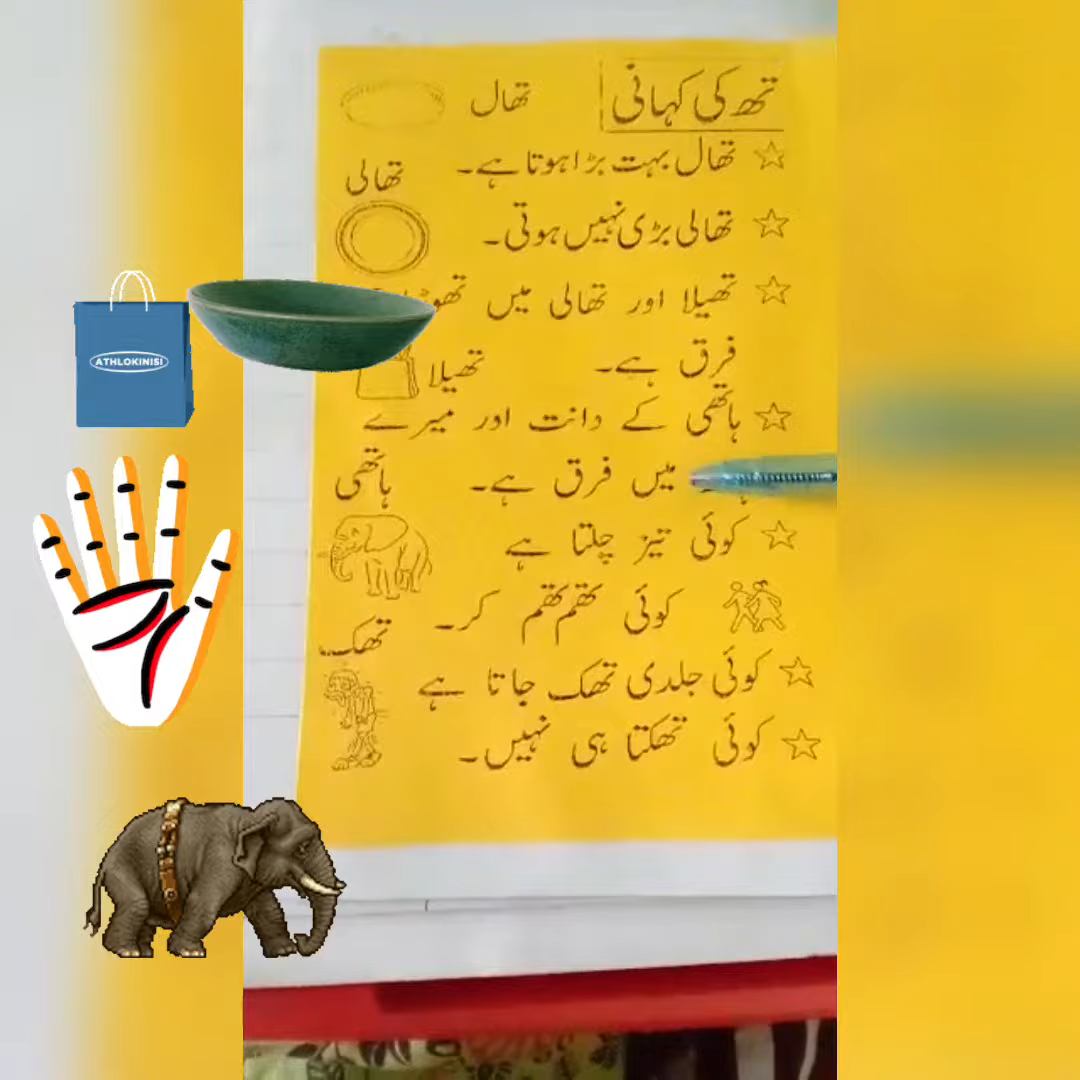 تھ کی کہانی
تھال
تھال بہت بڑا ہوتا ہے۔
تھالی
تھالی بڑی نہیں ہوتی۔
تھیلا اور تھالی میں
فرق ہے۔
تھیلا
ہاتھی کے دانت اور میرے
میں فرق ہے۔
ہاتھی
کوئی تیز چلتا ہے
کوئی تھم تھم کر۔
تھک
کوئی جلدی تھک جاتا ہے
کوئی تھکتا ہی نہیں۔
ATHLOKINISI